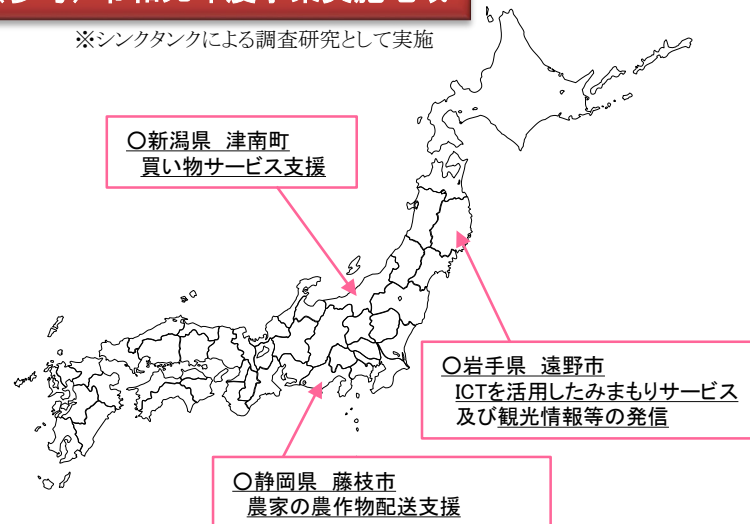 ※シンクタンクによる調査研究として実施
〇新潟県 津南町
買い物サービス支援
〇岩手県 遠野市
ICTを活用したみまもりサービス
及び観光情報等の発信
〇静岡県 藤枝市
農家の農作物配送支援